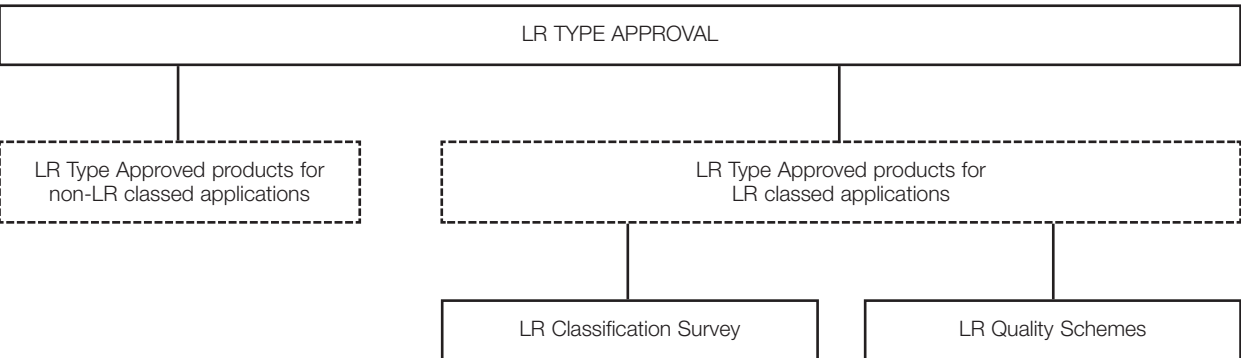 LR TYPE APPROVAL
LR Type Approved products for
non-LR classed applications
LR Type Approved products for
LR classed applications
LR Classification Survey
LR Quality Schemes